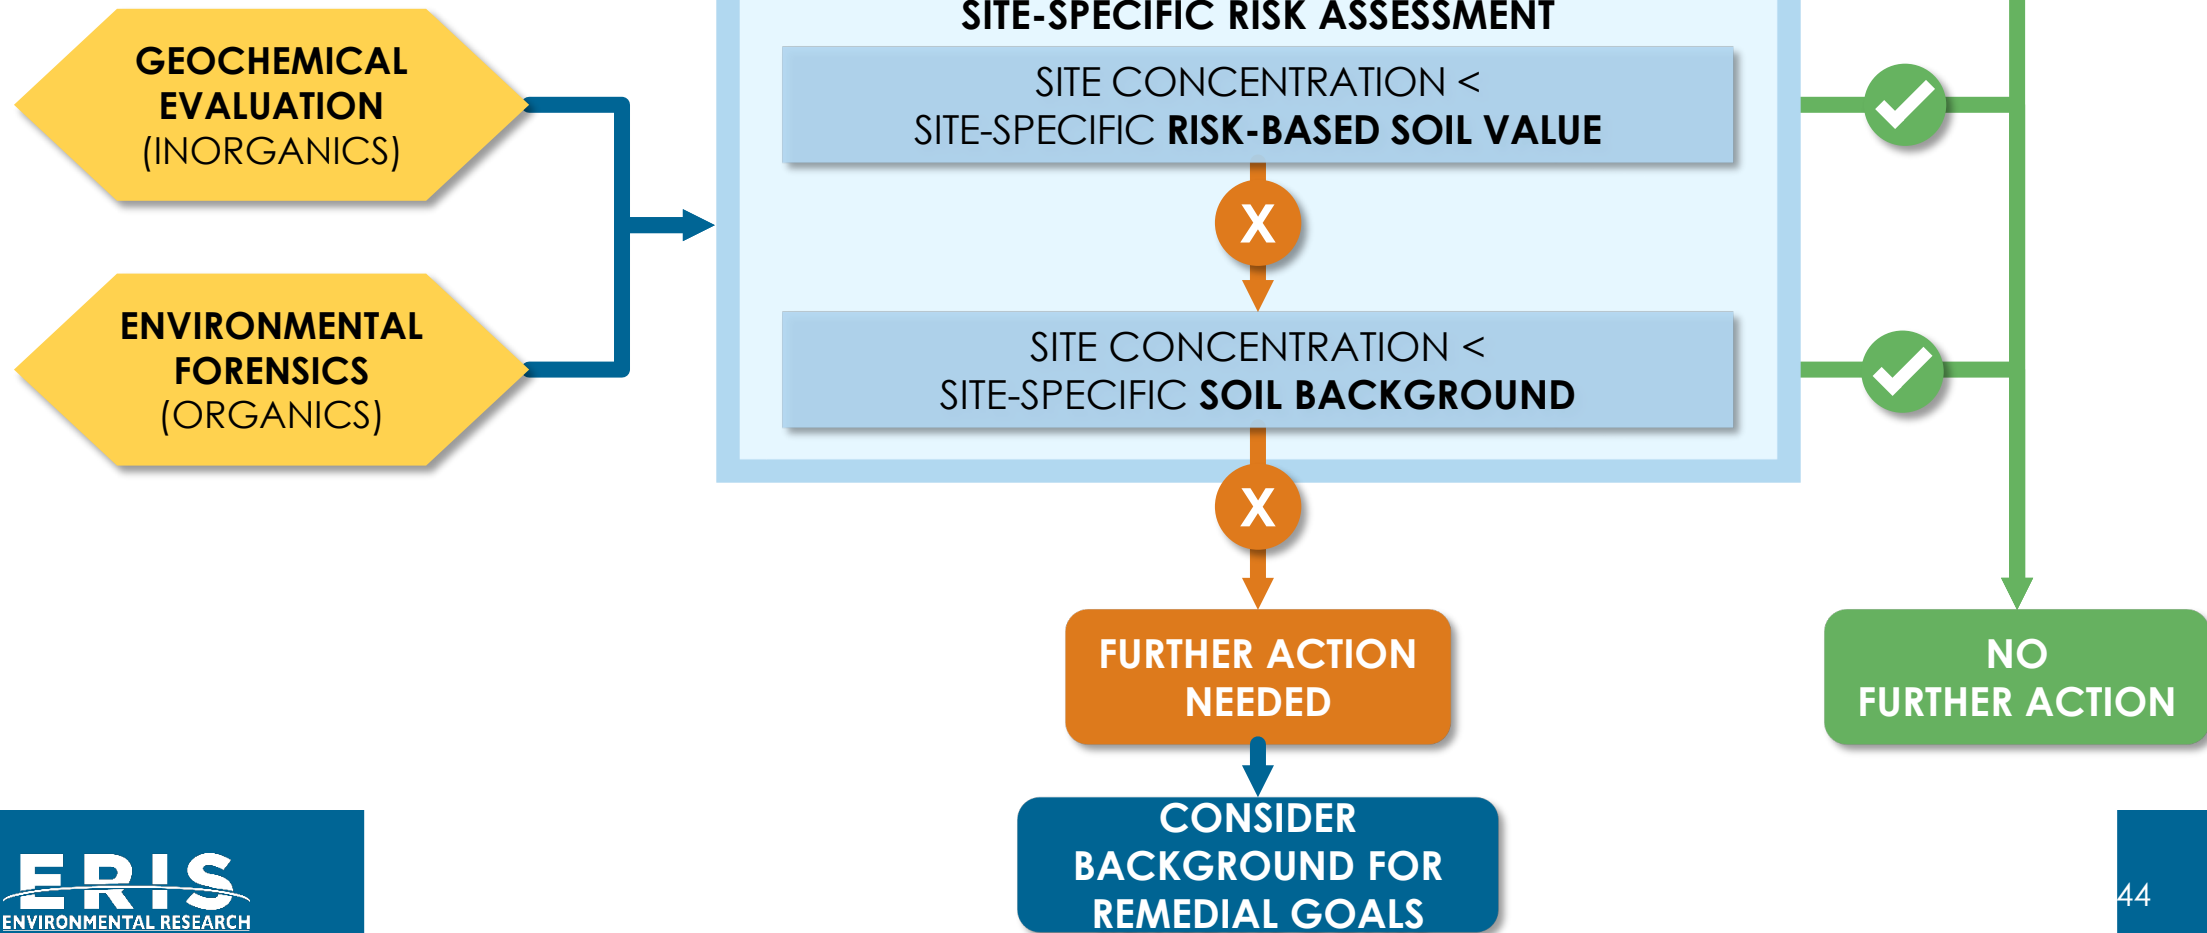 SITE-SPECIFIC RISK ASSESSMENT
GEOCHEMICAL
EVALUATION
(INORGANICS)
SITE CONCENTRATION <
SITE-SPECIFIC RISK-BASED SOIL VALUE
X
ENVIRONMENTAL
FORENSICS
(ORGANICS)
SITE CONCENTRATION <
SITE-SPECIFIC SOIL BACKGROUND
X
FURTHER ACTION
NEEDED
NO
FURTHER ACTION
CONSIDER
BACKGROUND FOR
REMEDIAL GOALS
ERIS
ENVIRONMENTAL RESEARCH
44